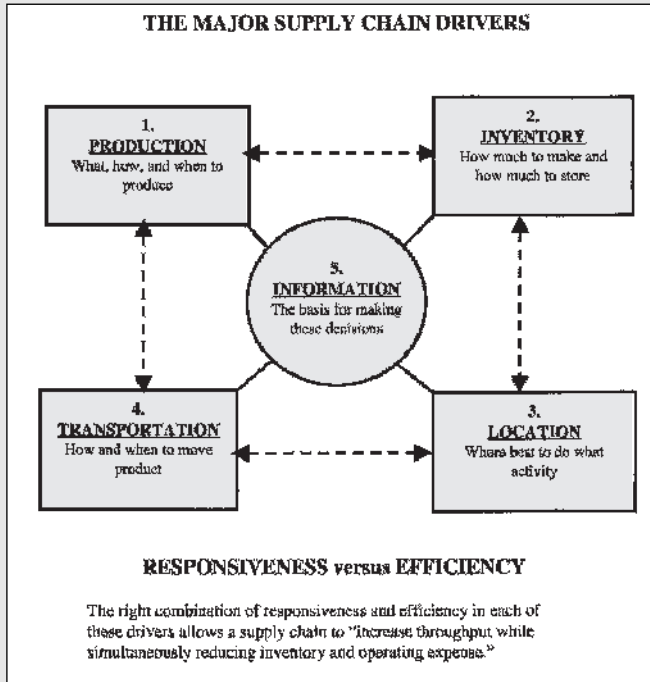 THE MAJOR SUPPLY CHAIN DRIVERS
1.
PRODUCTION
What, how, and when to
produce
2.
INVENTORY
How much to make and
how much to store
5.
INFORMATION
The basis for making
these decisions
4.
TRANSPORTATION
How and when to move
product
3.
LOCATION
Where best to do what
activity
RESPONSIVENESS versus EFFICIENCY
The right combination of responsiveness and efficiency in each of
these drivers allows a supply chain to "increase throughput while
simultaneously reducing inventory and operating expense."